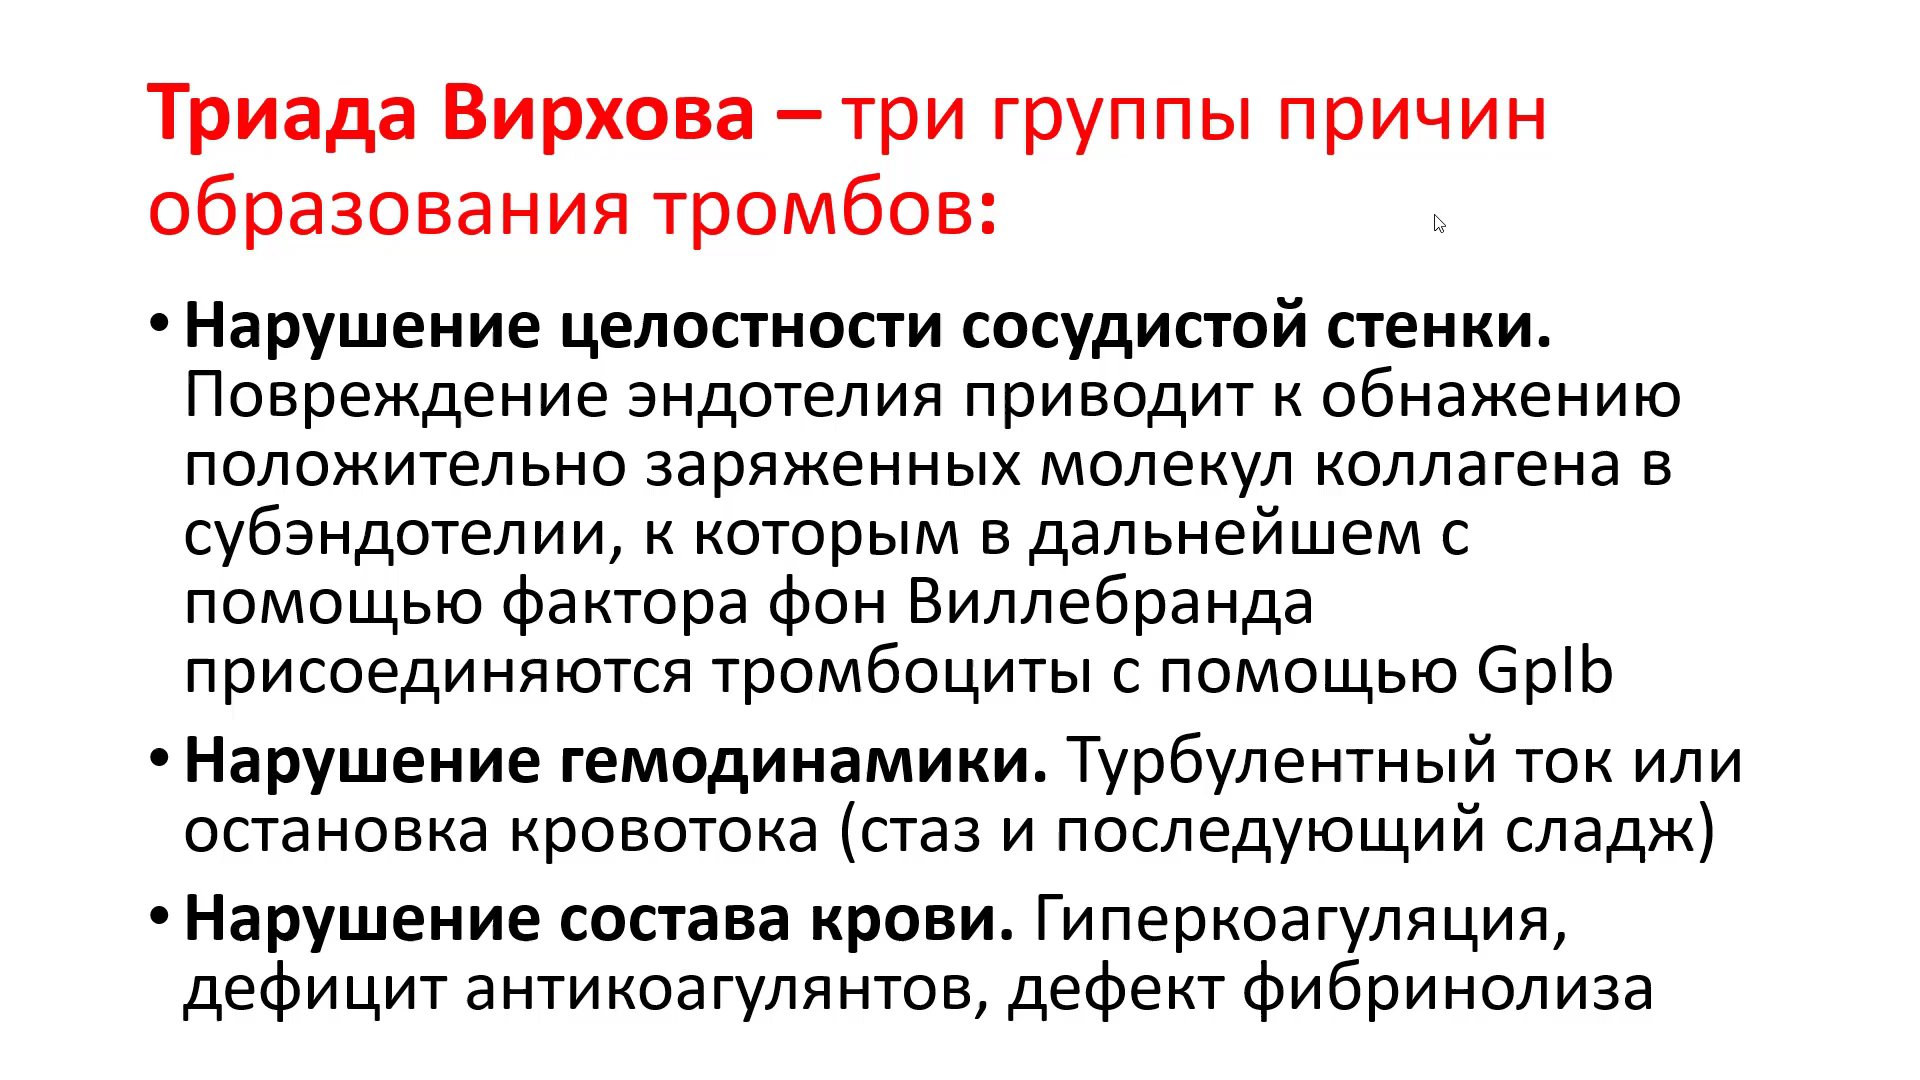 Триада Вирхова – три группы причин
образования тромбов:
• Нарушение целостности сосудистой стенки.
Повреждение эндотелия приводит к обнажению
положительно заряженных молекул коллагена в
субэндотелии, к которым в дальнейшем с
помощью фактора фон Виллебранда
присоединяются тромбоциты с помощью GpIb
• Нарушение гемодинамики. Турбулентный ток или
остановка кровотока (стаз и последующий сладж)
• Нарушение состава крови. Гиперкоагуляция,
дефицит антикоагулянтов, дефект фибринолиза